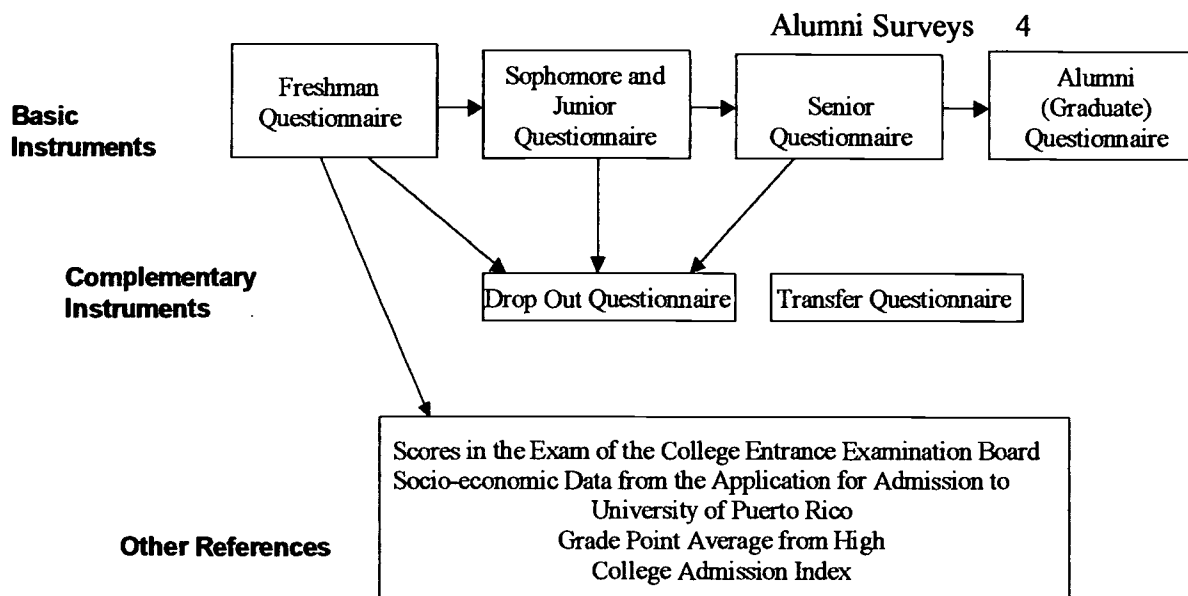 Alumni Surveys 4
Basic
Instruments
Freshman
Questionnaire
Sophomore and
Junior
Questionnaire
Senior
Questionnaire
Alumni
(Graduate)
Questionnaire
Complementary
Instruments
Drop Out Questionnaire
Transfer Questionnaire
Other References
Scores in the Exam of the College Entrance Examination Board
Socio-economic Data from the Application for Admission to
University of Puerto Rico
Grade Point Average from High
College Admission Index